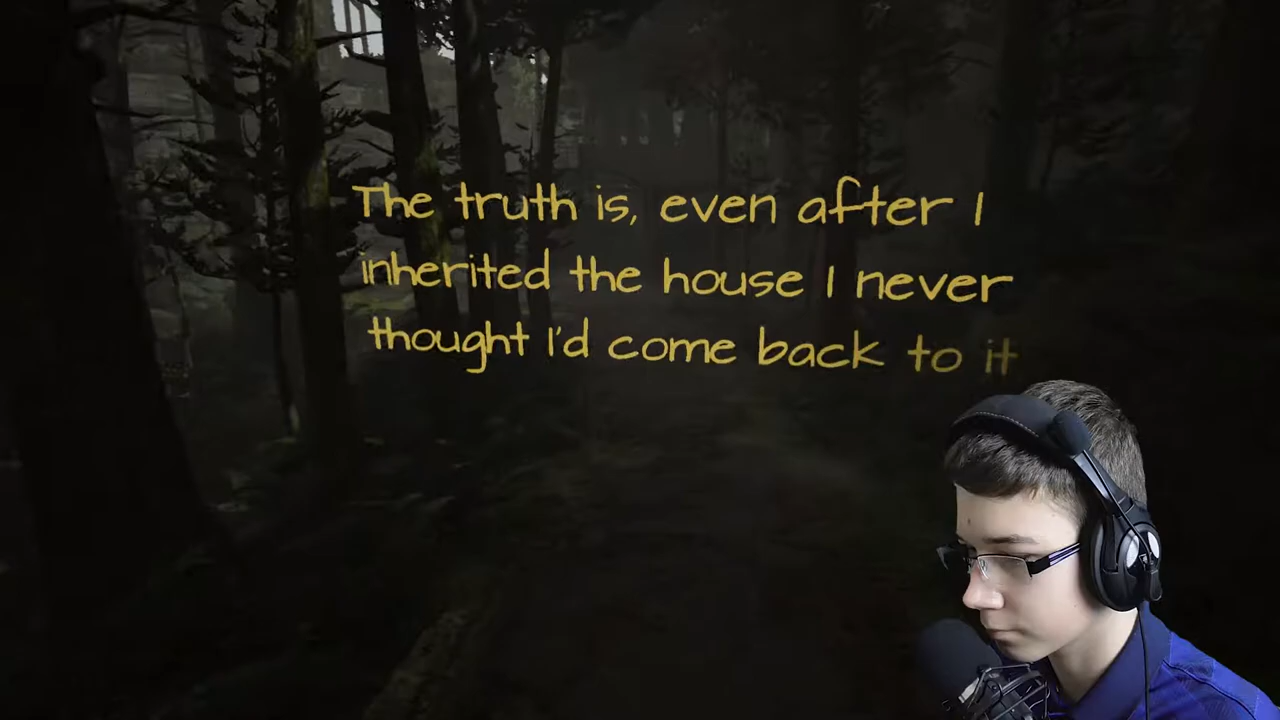 The truth is, even after I
inherited the house I never
thought I'd come back to it